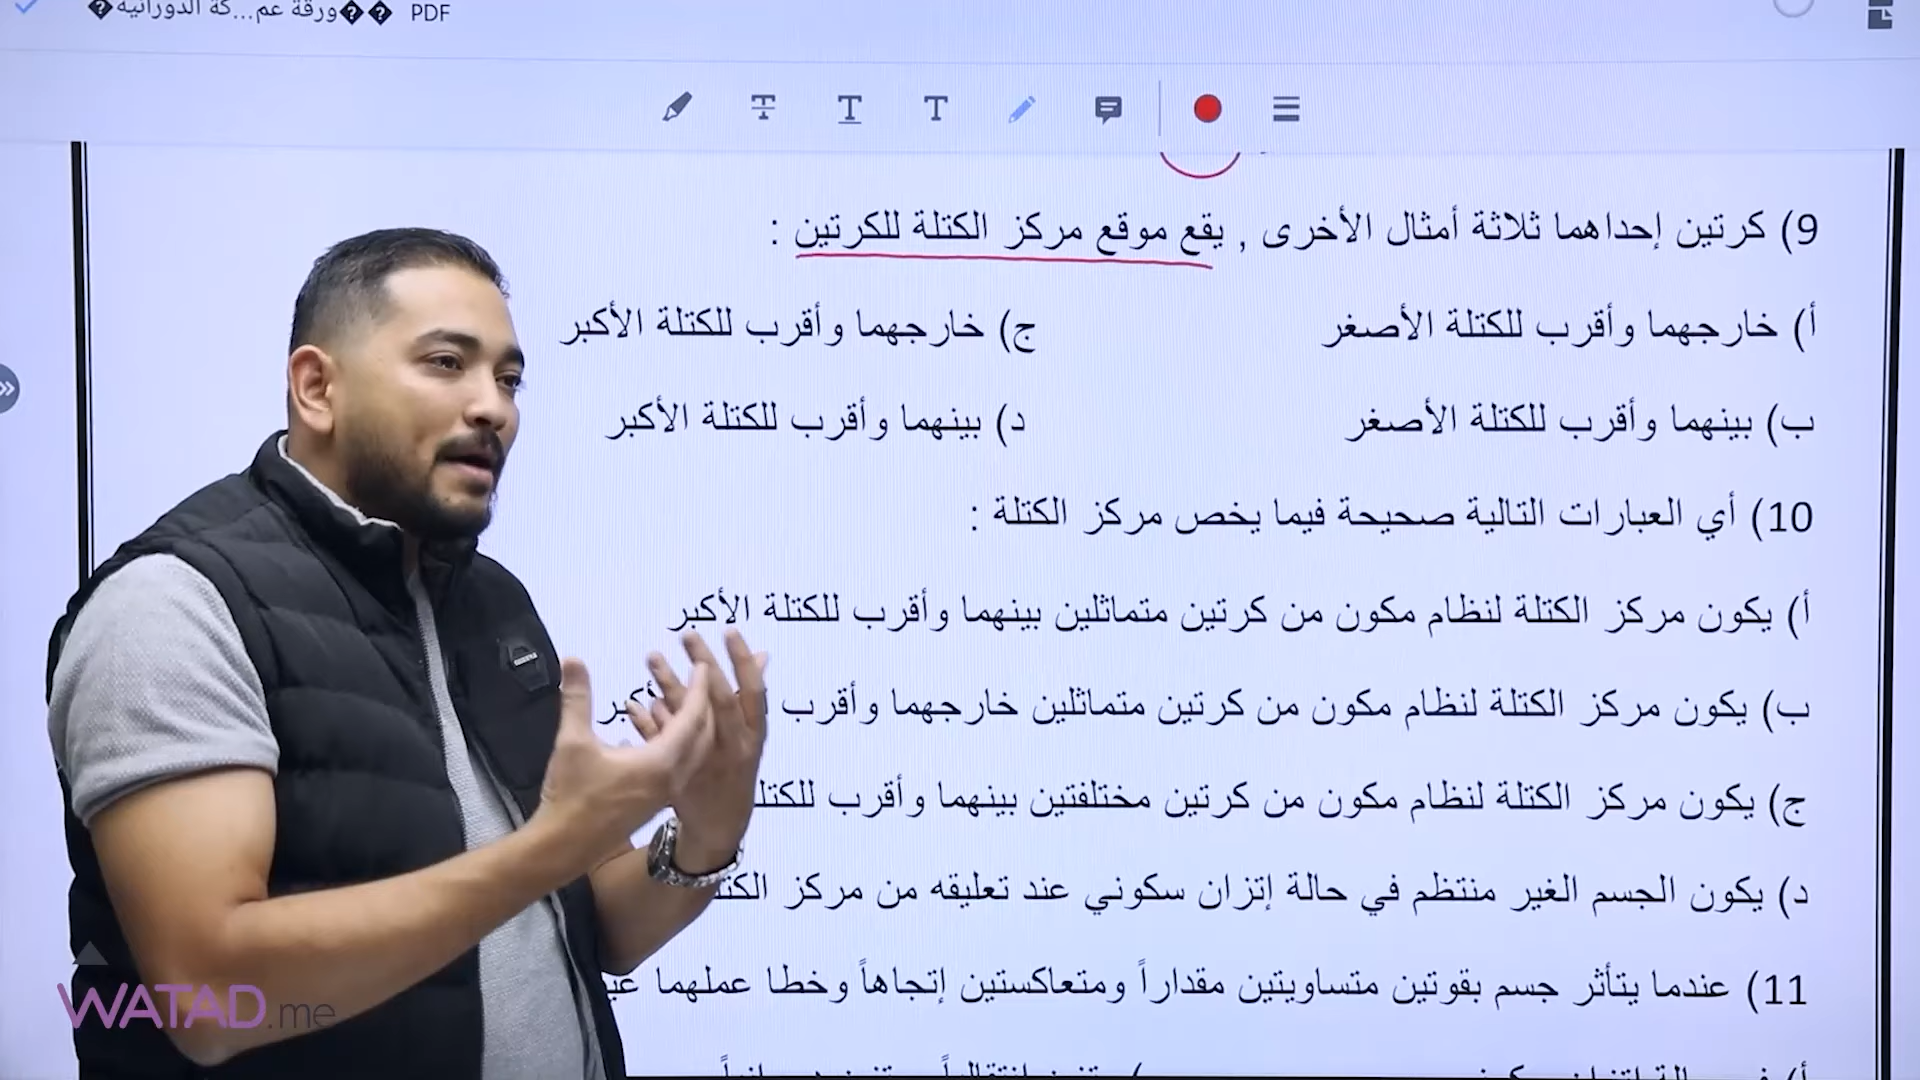 ورقة عم...كة الدورانية PDF
9) كرتين إحداهما ثلاثة أمثال الأخرى , يقع موقع مركز الكتلة للكرتين :
أ) خارجهما وأقرب للكتلة الأصغر ج) خارجهما وأقرب للكتلة الأكبر
ب) بينهما وأقرب للكتلة الأصغر د) بينهما وأقرب للكتلة الأكبر
10) أي العبارات التالية صحيحة فيما يخص مركز الكتلة :
أ) يكون مركز الكتلة لنظام مكون من كرتين متماثلين بينهما وأقرب للكتلة الأكبر
ب) يكون مركز الكتلة لنظام مكون من كرتين متماثلين خارجهما وأقرب
ج) يكون مركز الكتلة لنظام مكون من كرتين مختلفتين بينهما وأقرب
د) يكون الجسم الغير منتظم في حالة إتزان سكوني عند تعليقه من مركز
11) عندما يتأثر جسم بقوتين متساويتين مقداراً ومتعاكستين إتجاهاً وخطا عملهما
WATAD.me